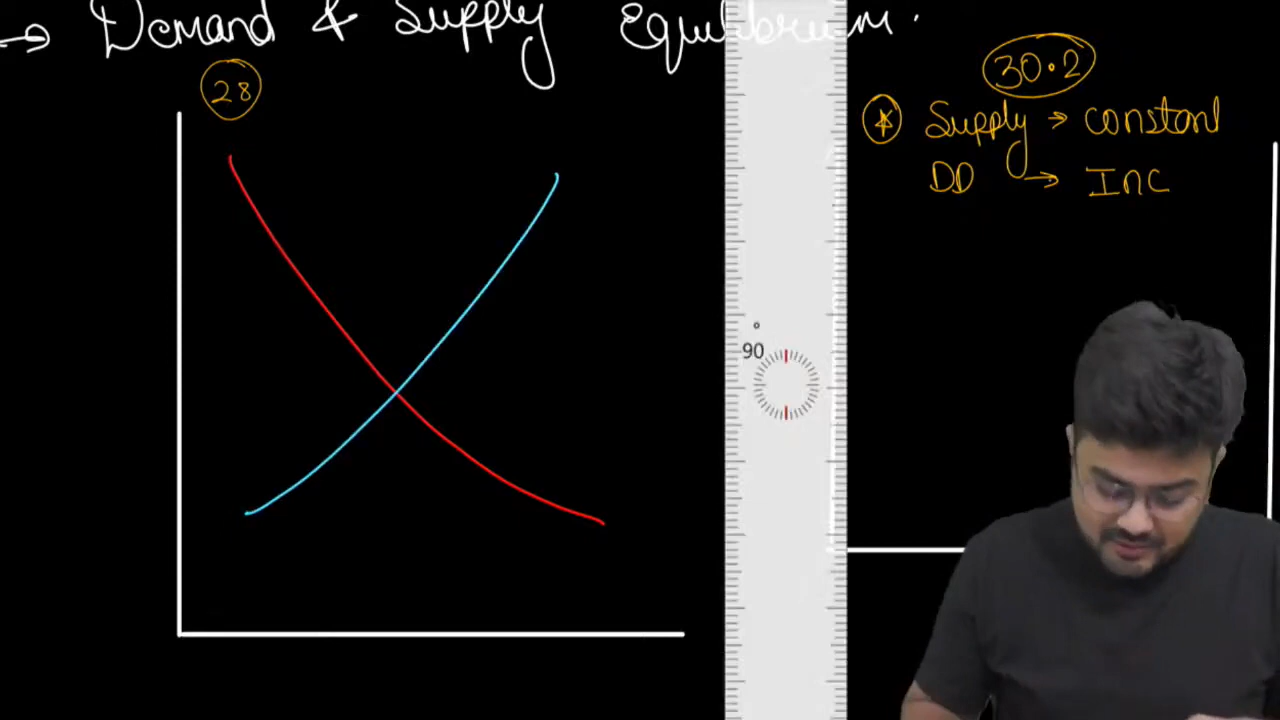 → Demand & Supply Equilibrium.
28
30.2
* Supply → constant
DD → Inc
90°